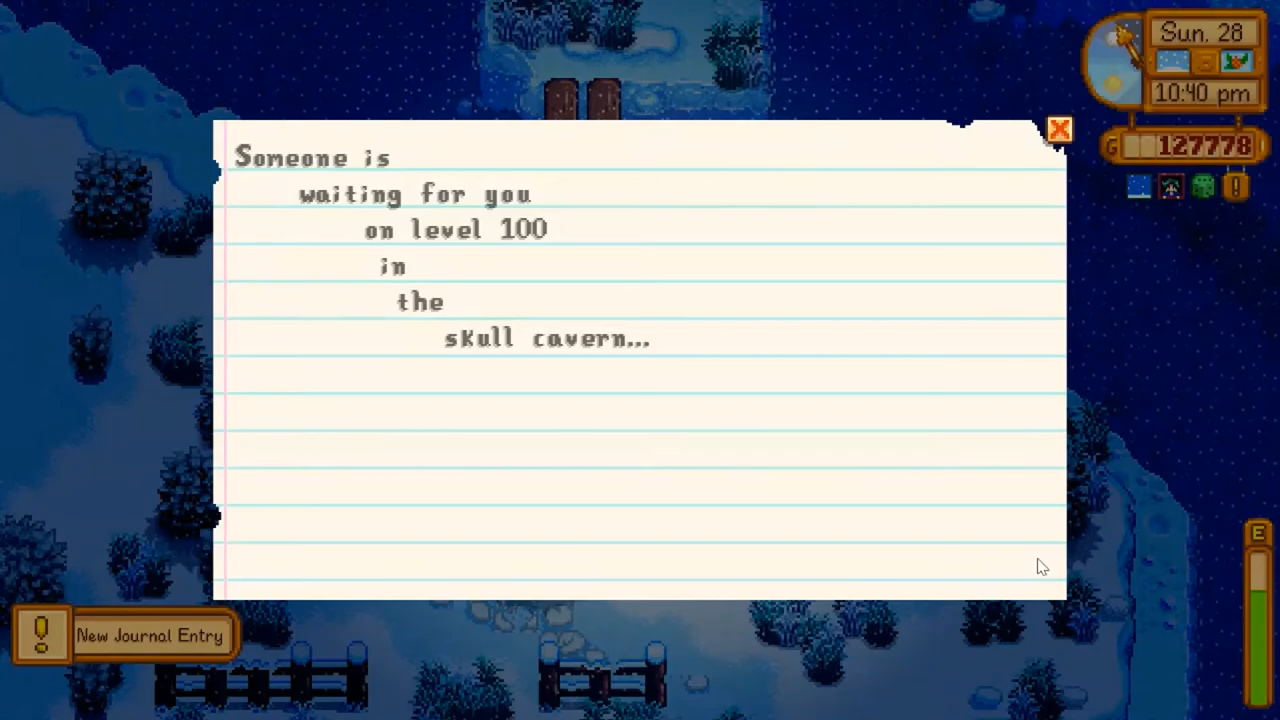 Sun. 28
10:40 pm
G 127778
Someone is
waiting for you
on level 100
in
the
skull cavern...
E
New Journal Entry